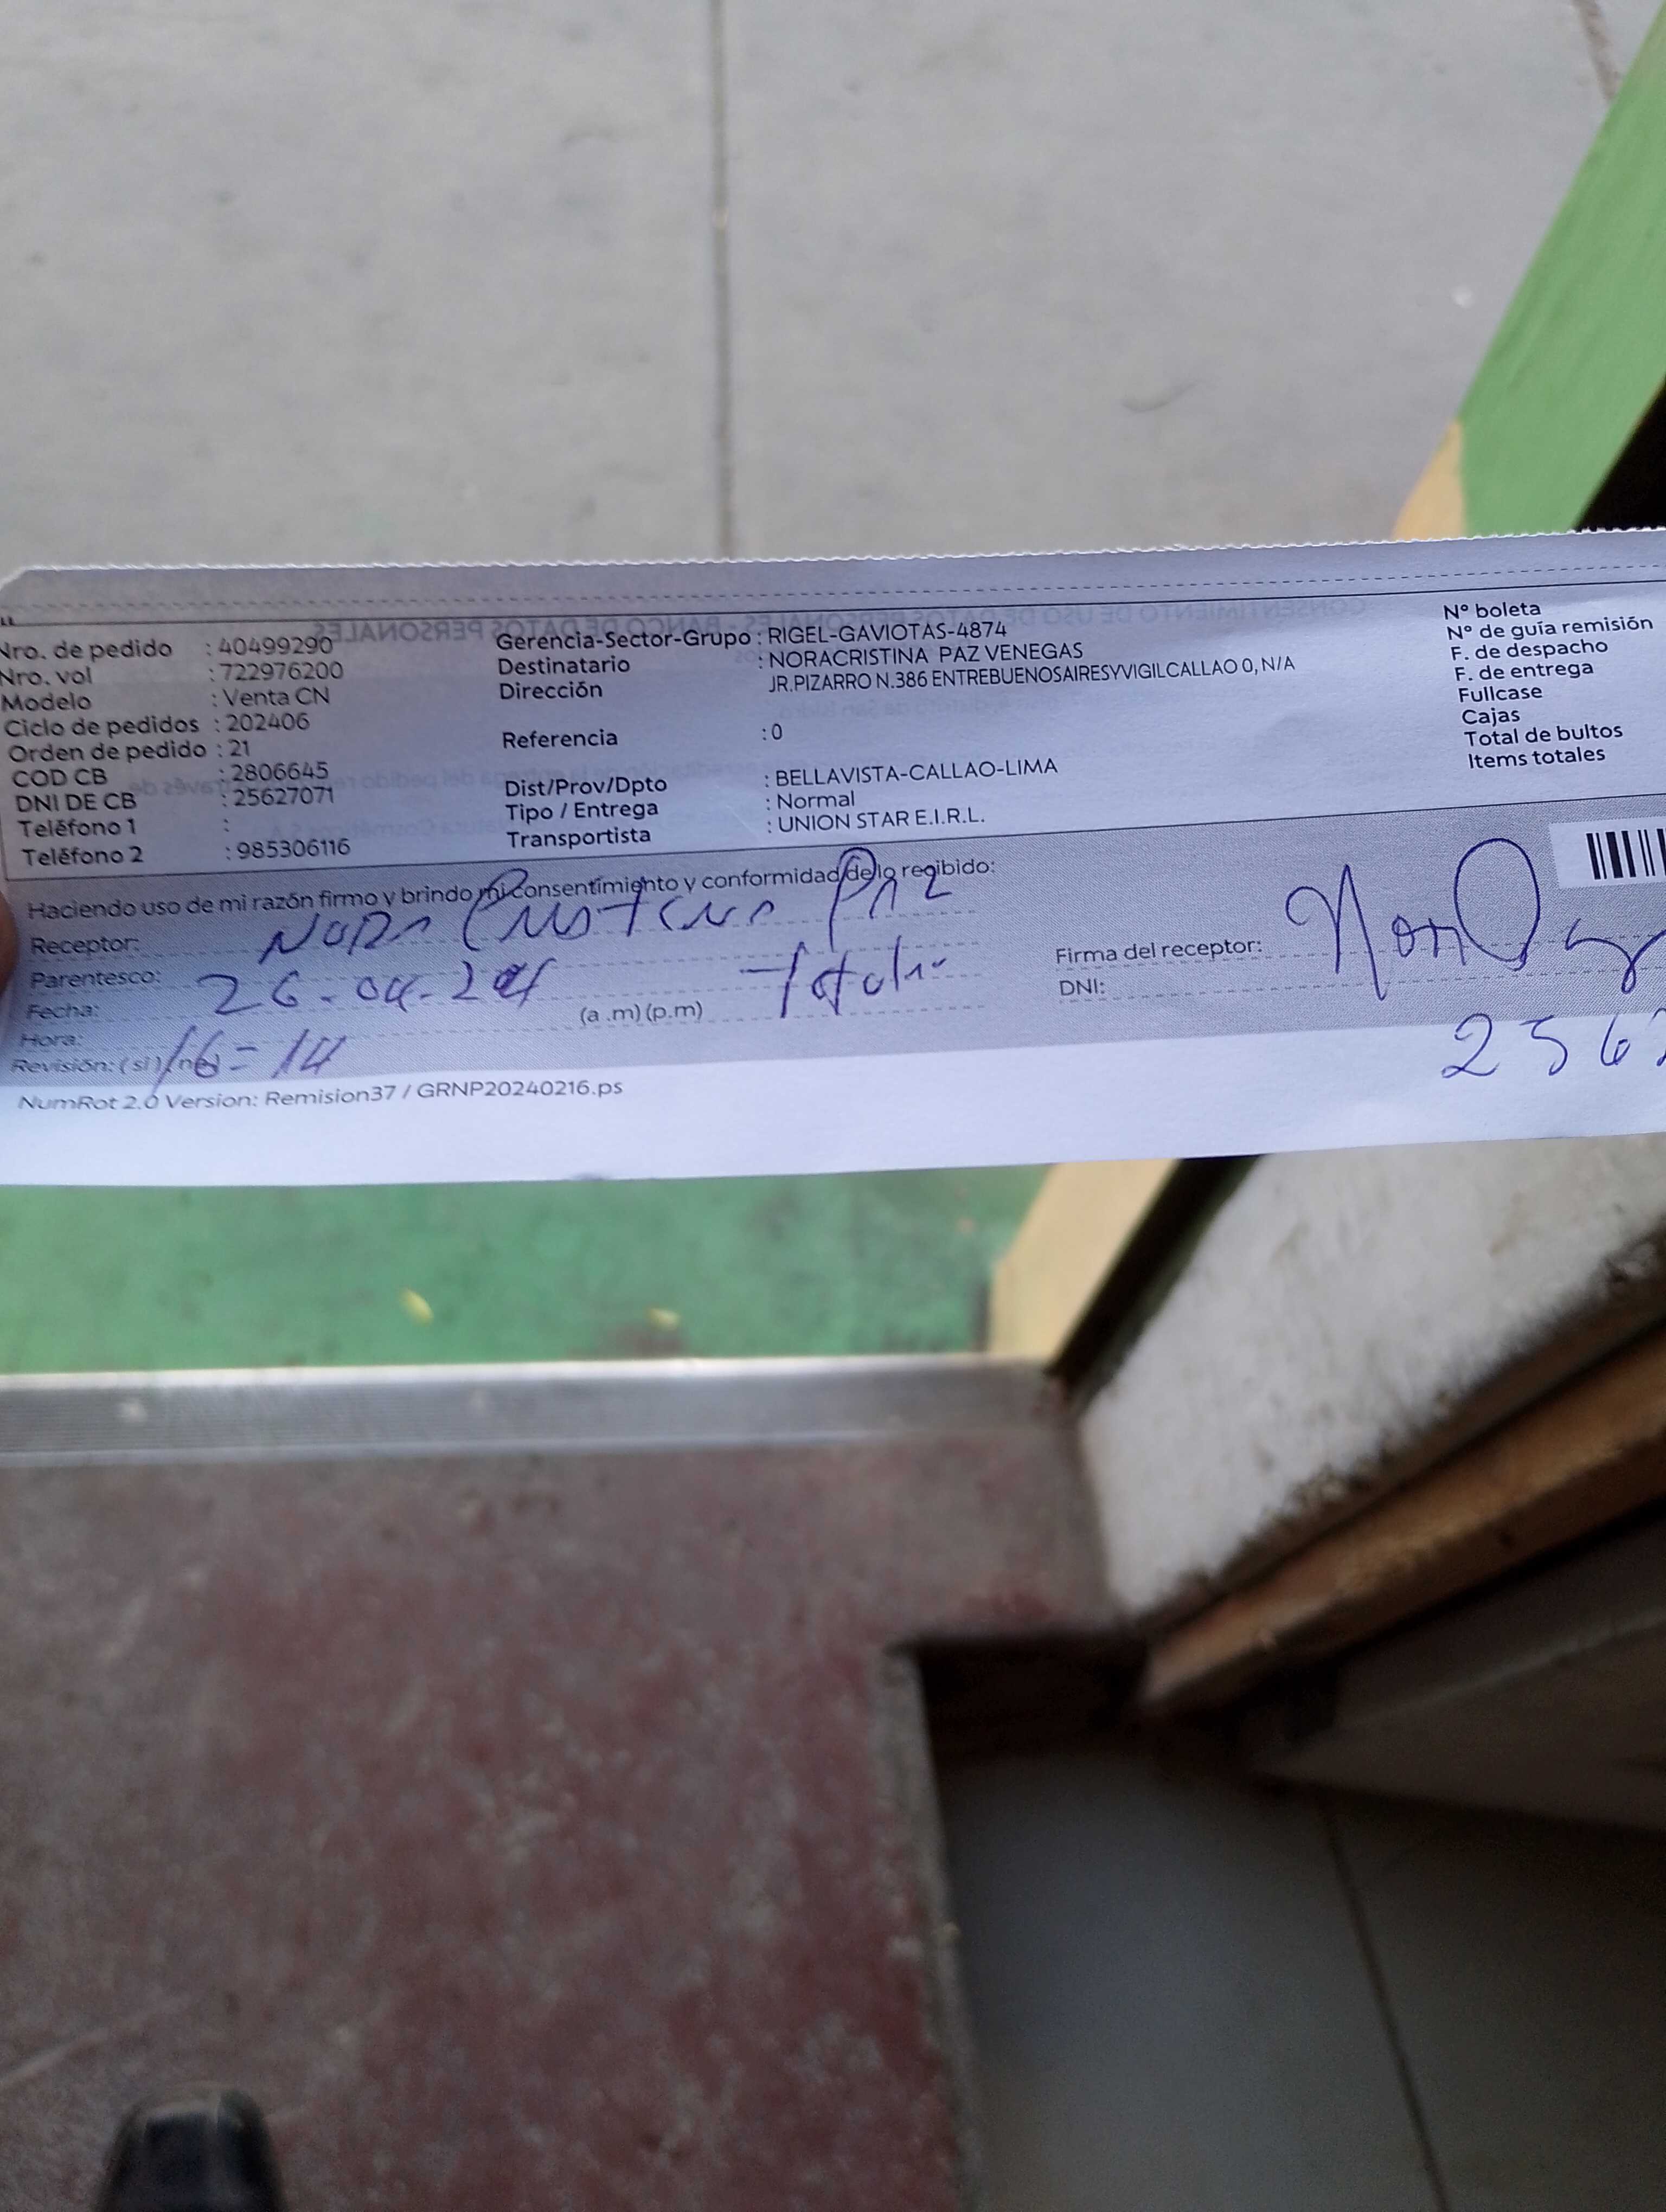 Nro. de pedido : 40499290
Nro. vol : 722976200
Modelo : Venta CN
Ciclo de pedidos : 202406
Orden de pedido : 21
COD CB : 2806645
DNI DE CB : 25627071
Teléfono 1 :
Teléfono 2 : 985306116
Gerencia-Sector-Grupo : RIGEL-GAVIOTAS-4874
Destinatario : NORACRISTINA PAZ VENEGAS
Dirección JR.PIZARRO N.386 ENTREBUENOSAIRESYVIGILCALLAO 0, N/A
Referencia : 0
Dist/Prov/Dpto : BELLAVISTA-CALLAO-LIMA
Tipo / Entrega : Normal
Transportista : UNION STAR E.I.R.L.
Nº boleta
Nº de guía remisión
F. de despacho
F. de entrega
Fullcase
Cajas
Total de bultos
Items totales
Haciendo uso de mi razón firmo y brindo mi consentimiento y conformidad de lo recibido:
Receptor: Nora Cristina Paz
Parentesco: Titular
Fecha: 26-04-24 (a .m) (p.m)
Hora: 16=14
Revisión: ( si ) / no)
Firma del receptor:
DNI: 2562
NumRot 2.0 Version: Remision37 / GRNP20240216.ps